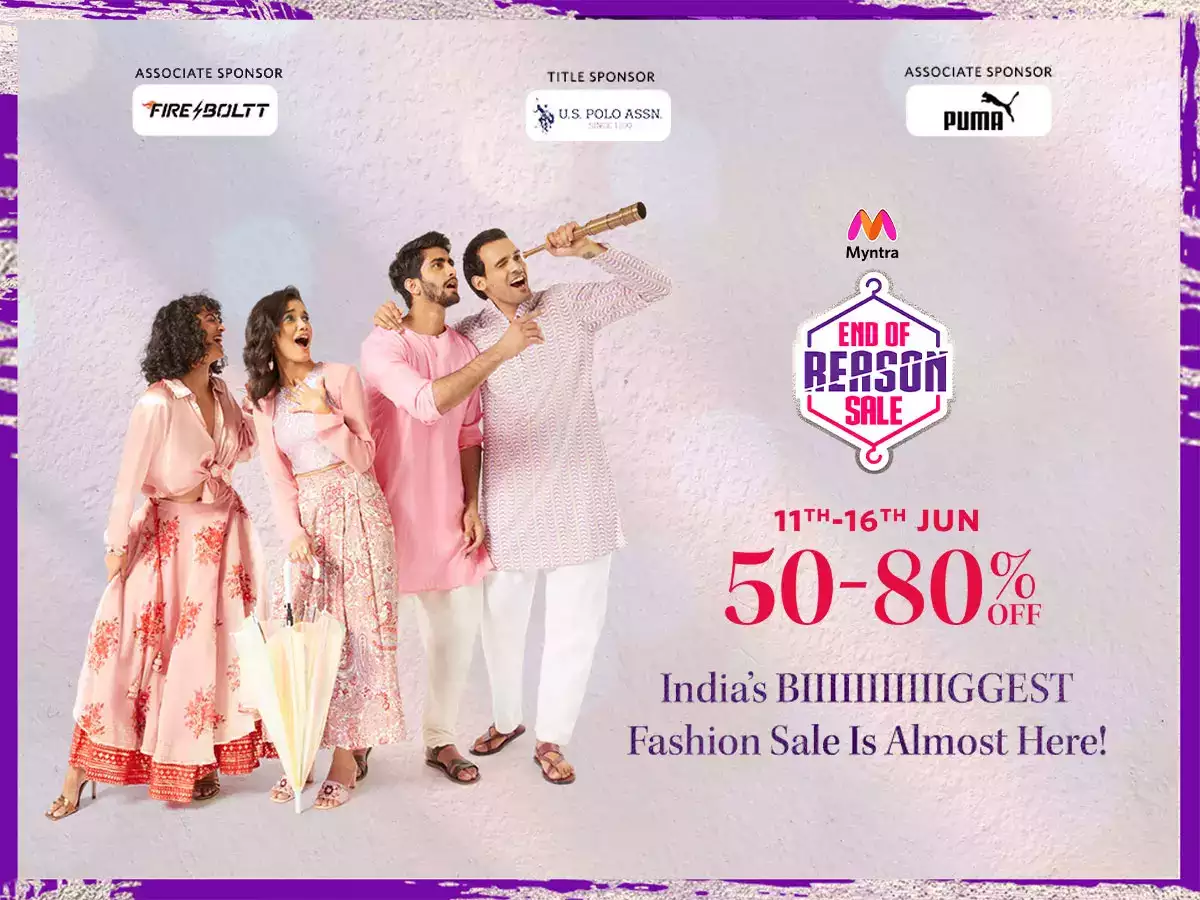 ASSOCIATE SPONSOR
FIRE BOLTT
TITLE SPONSOR
U.S. POLO ASSN.
SINCE 1890
ASSOCIATE SPONSOR
PUMA
Myntra
END OF
REASON
SALE
11TH-16TH JUN
50-80% OFF
India's BIIIIIIIIIIIGGEST
Fashion Sale Is Almost Here!